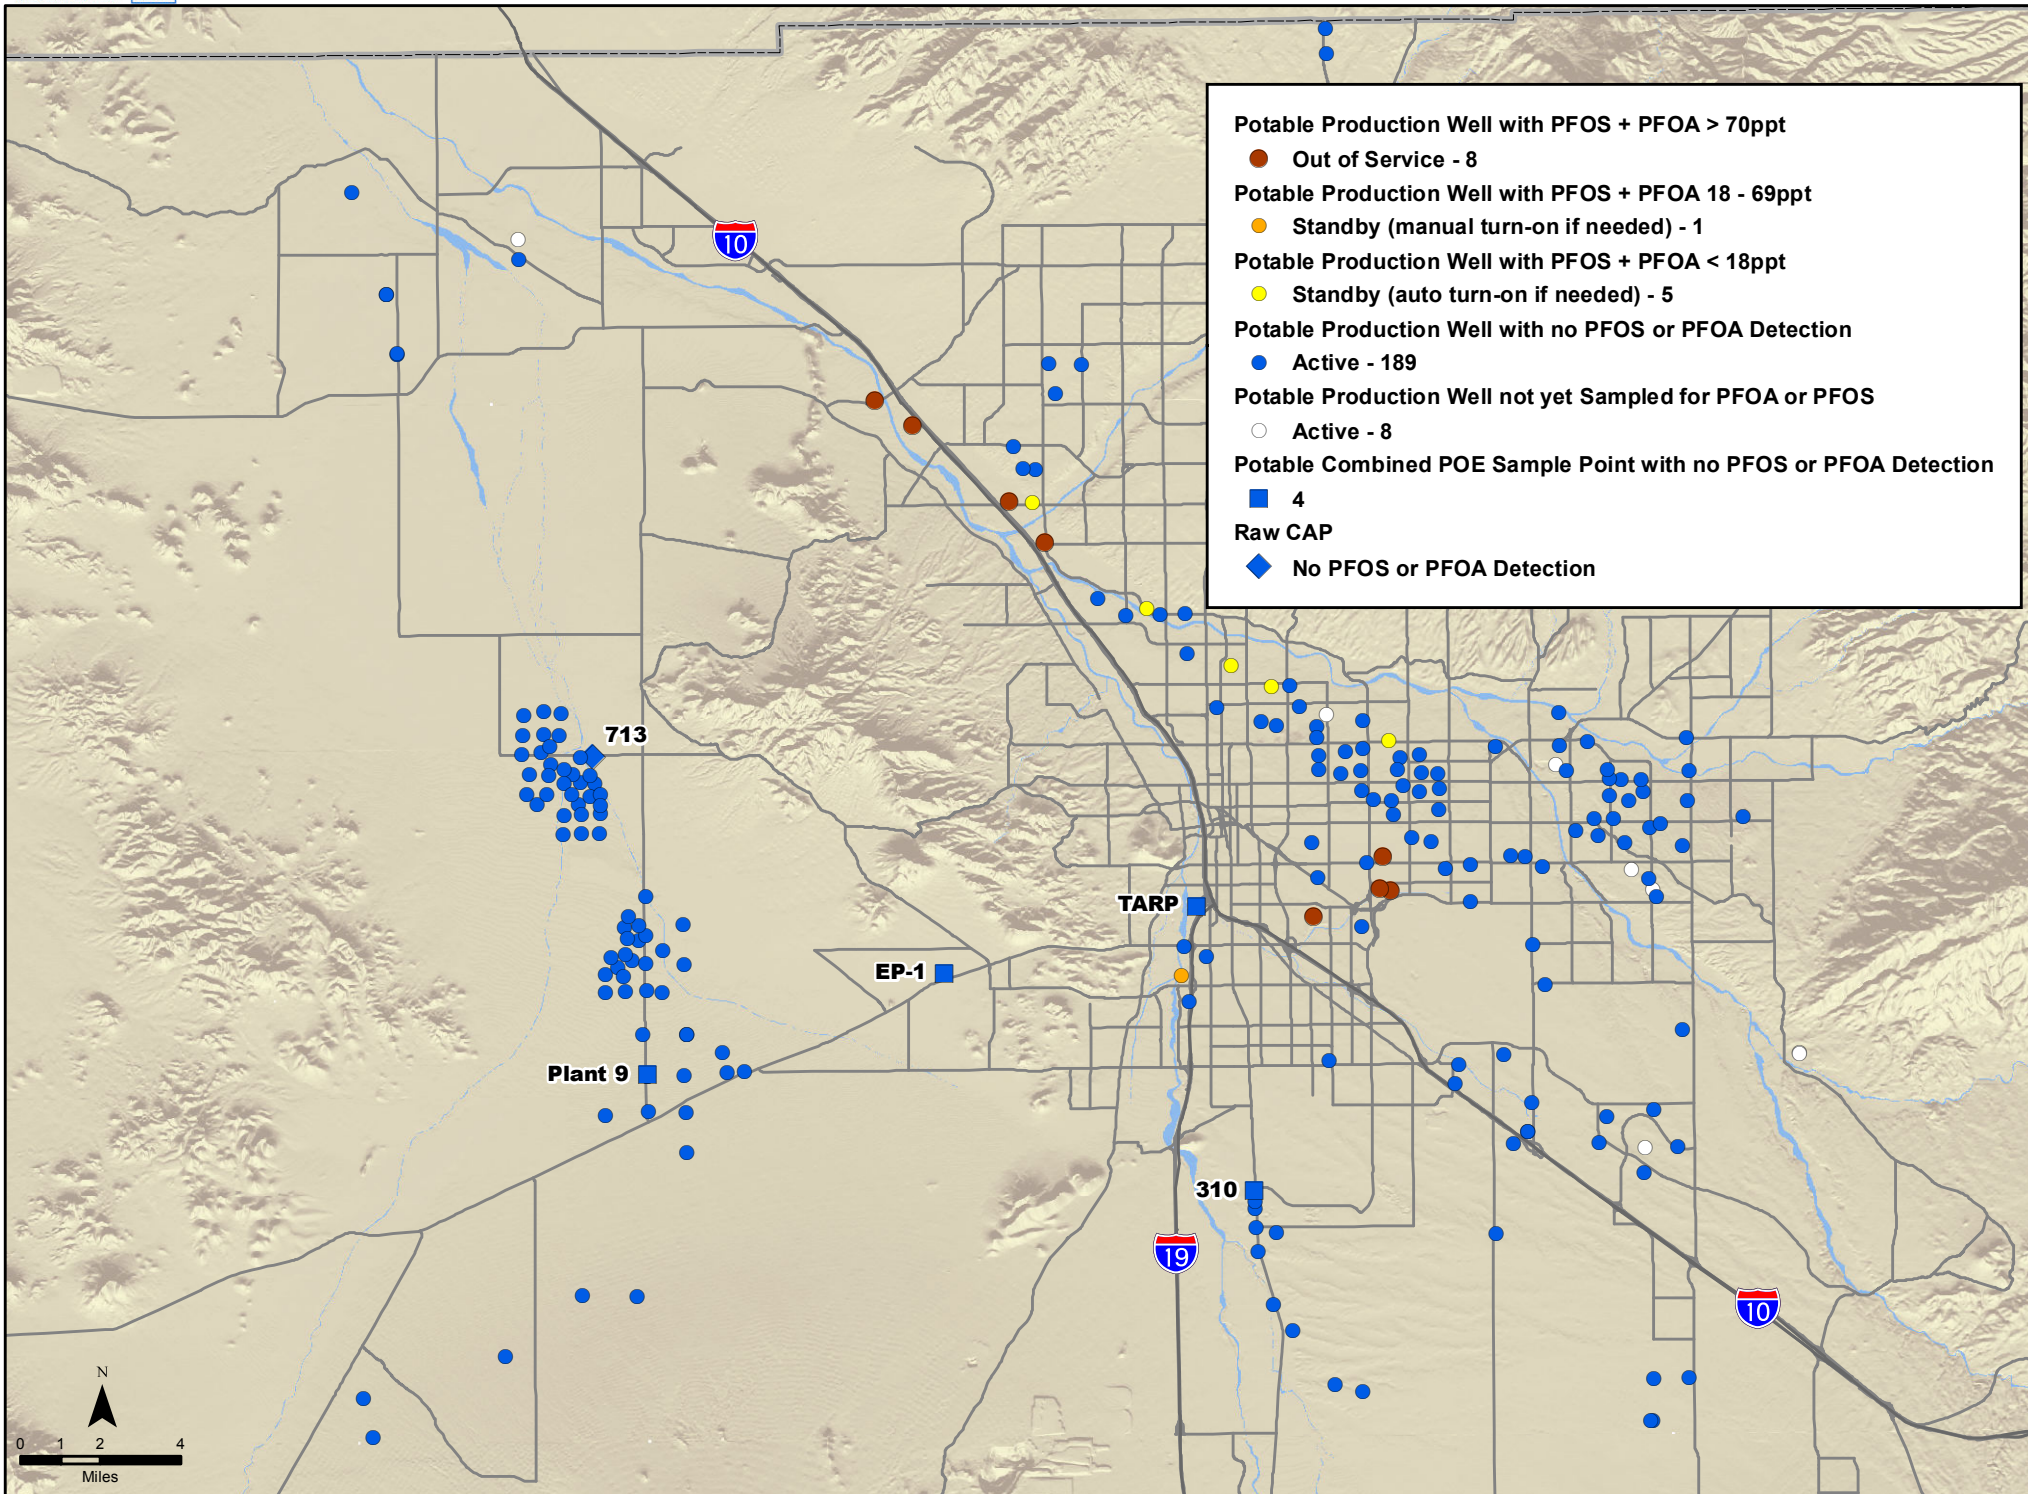 10
Potable Production Well with PFOS + PFOA > 70ppt
Out of Service - 8
Potable Production Well with PFOS + PFOA 18 - 69ppt
Standby (manual turn-on if needed) - 1
Potable Production Well with PFOS + PFOA < 18ppt
Standby (auto turn-on if needed) - 5
Potable Production Well with no PFOS or PFOA Detection
Active - 189
Potable Production Well not yet Sampled for PFOA or PFOS
Active - 8
Potable Combined POE Sample Point with no PFOS or PFOA Detection
4
Raw CAP
No PFOS or PFOA Detection
713
TARP
EP-1
Plant 9
310
19
10
N
0 1 2 4
Miles